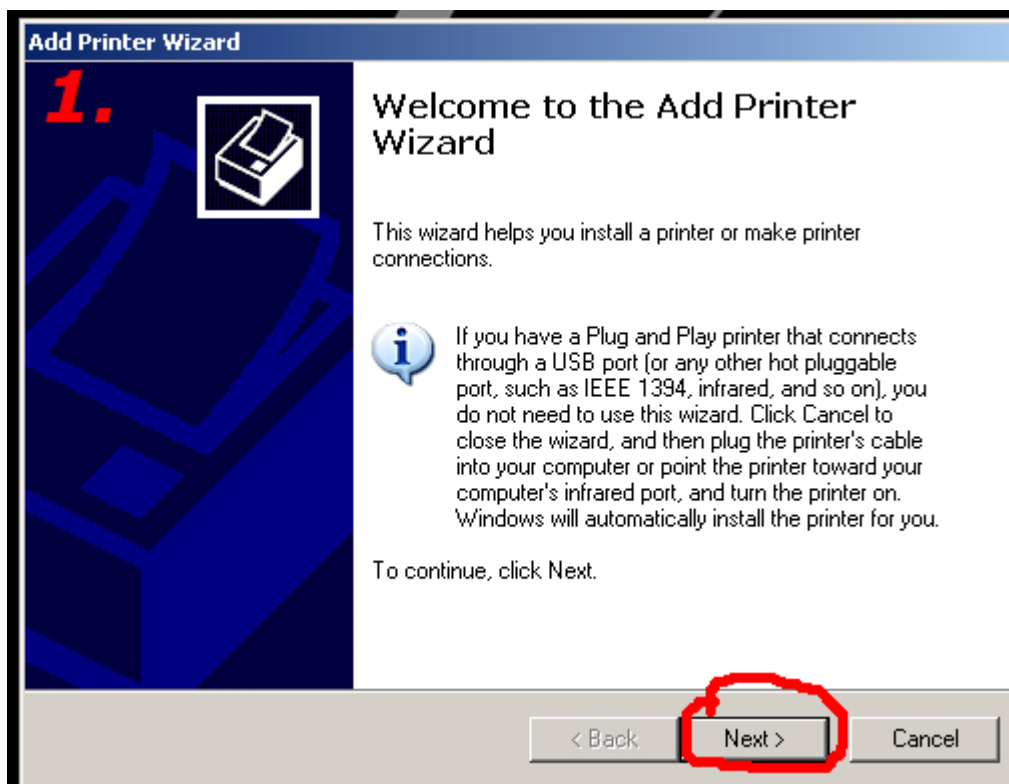 Add Printer Wizard
1.
Welcome to the Add Printer
Wizard
This wizard helps you install a printer or make printer
connections.
If you have a Plug and Play printer that connects
through a USB port (or any other hot pluggable
port, such as IEEE 1394, infrared, and so on), you
do not need to use this wizard. Click Cancel to
close the wizard, and then plug the printer's cable
into your computer or point the printer toward your
computer's infrared port, and turn the printer on.
Windows will automatically install the printer for you.
To continue, click Next.
< Back
Next >
Cancel